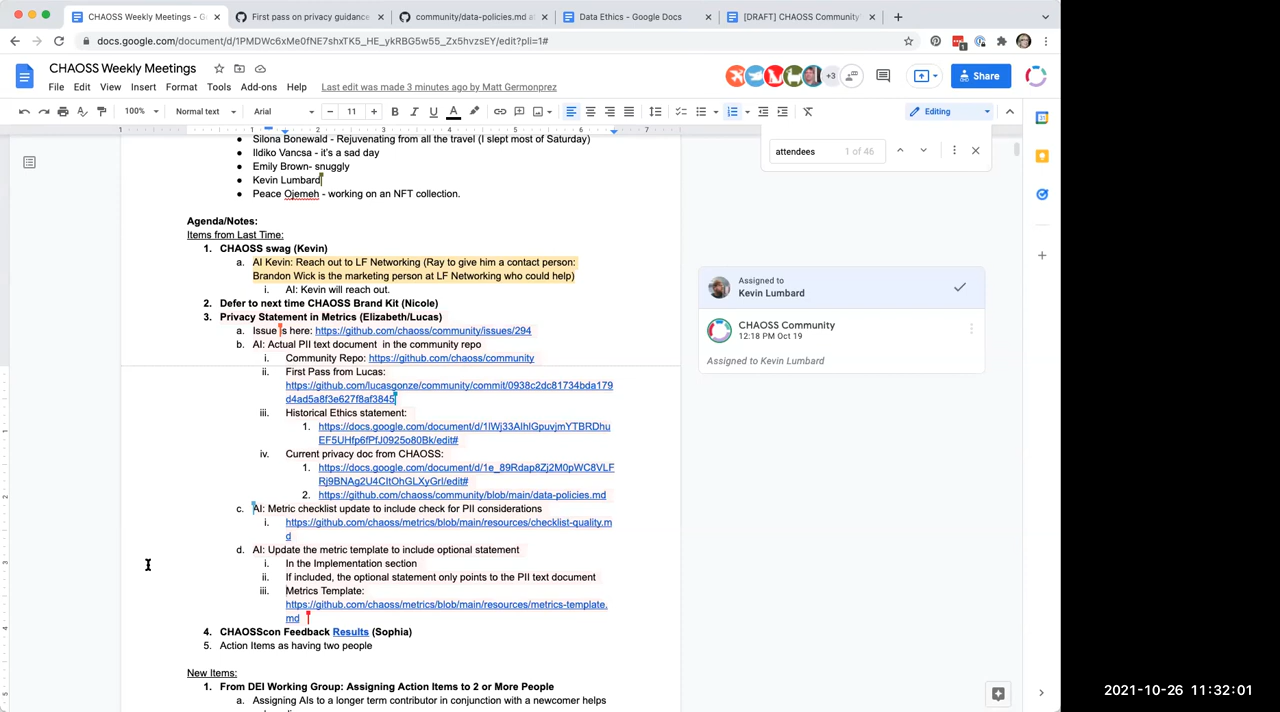 CHAOSS Weekly Meetings - G
First pass on privacy guidance
community/data-policies.md at
Data Ethics - Google Docs
[DRAFT] CHAOSS Community
docs.google.com/document/d/1PMDWc6xMe0fNE7shxTK5_HE_ykRBG5w55_Zx5hvzsEY/edit?pli=1#
CHAOSS Weekly Meetings
File Edit View Insert Format Tools Add-ons Help Last edit was made 3 minutes ago by Matt Germonprez
+3
Share
100% Normal text Arial 11 Editing
1 1 2 3 4 5 6 7
attendees 1 of 46
• Silona Bonewald - Rejuvenating from all the travel (I slept most of Saturday)
• Ildiko Vancsa - it's a sad day
• Emily Brown- snuggly
• Kevin Lumbard
• Peace Ojemeh - working on an NFT collection.
Agenda/Notes:
Items from Last Time:
1. CHAOSS swag (Kevin)
a. AI Kevin: Reach out to LF Networking (Ray to give him a contact person:
Brandon Wick is the marketing person at LF Networking who could help)
i. AI: Kevin will reach out.
2. Defer to next time CHAOSS Brand Kit (Nicole)
3. Privacy Statement in Metrics (Elizabeth/Lucas)
a. Issue is here: https://github.com/chaoss/community/issues/294
b. AI: Actual PII text document in the community repo
i. Community Repo: https://github.com/chaoss/community
ii. First Pass from Lucas:
https://github.com/lucasgonze/community/commit/0938c2dc81734bda179
d4ad5a8f3e627f8af3845
iii. Historical Ethics statement:
1. https://docs.google.com/document/d/1lWj33AlhlGpuvjmYTBRDhu
EF5UHfp6fPfJ0925o80Bk/edit#
iv. Current privacy doc from CHAOSS:
1. https://docs.google.com/document/d/1e_89Rdap8Zj2M0pWC8VLF
Rj9BNAg2U4CItOhGLXyGrI/edit#
2. https://github.com/chaoss/community/blob/main/data-policies.md
c. AI: Metric checklist update to include check for PII considerations
i. https://github.com/chaoss/metrics/blob/main/resources/checklist-quality.m
d
d. AI: Update the metric template to include optional statement
i. In the Implementation section
ii. If included, the optional statement only points to the PII text document
iii. Metrics Template:
https://github.com/chaoss/metrics/blob/main/resources/metrics-template.
md
4. CHAOSScon Feedback Results (Sophia)
5. Action Items as having two people
New Items:
1. From DEI Working Group: Assigning Action Items to 2 or More People
a. Assigning AIs to a longer term contributor in conjunction with a newcomer helps
Assigned to
Kevin Lumbard
CHAOSS Community
12:18 PM Oct 19
Assigned to Kevin Lumbard
2021-10-26 11:32:01